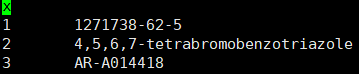 x
1 1271738-62-5
2 4,5,6,7-tetrabromobenzotriazole
3 AR-A014418